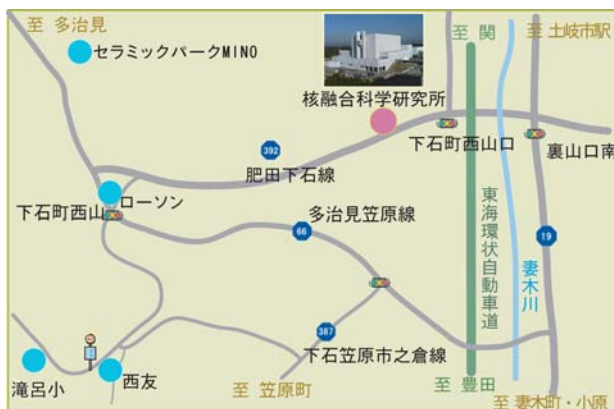 至 多治見
セラミックパークMINO
核融合科学研究所
至 関
至 土岐市駅
392
肥田下石線
下石町西山口
裏山口南
ローソン
下石町西山
多治見笠原線
66
東海環状自動車道
妻木川
19
387
下石笠原市之倉線
滝呂小
西友
至 笠原町
至 豊田
至 妻木町・小原